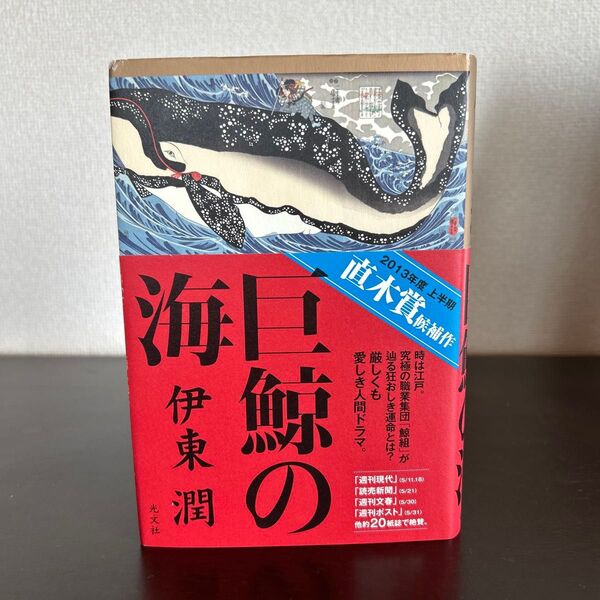 2013年度 上半期
直木賞候補作
巨鯨の
海
伊東 潤
光文社
時は江戸。
究極の職業集団「鯨組」が
辿る狂おしき運命とは?
厳しくも
愛しき人間ドラマ。
「週刊現代」(5/11.18)
「読売新聞」(5/21)
「週刊文春」(5/30)
「週刊ポスト」(5/31)
他約20紙誌で絶賛。